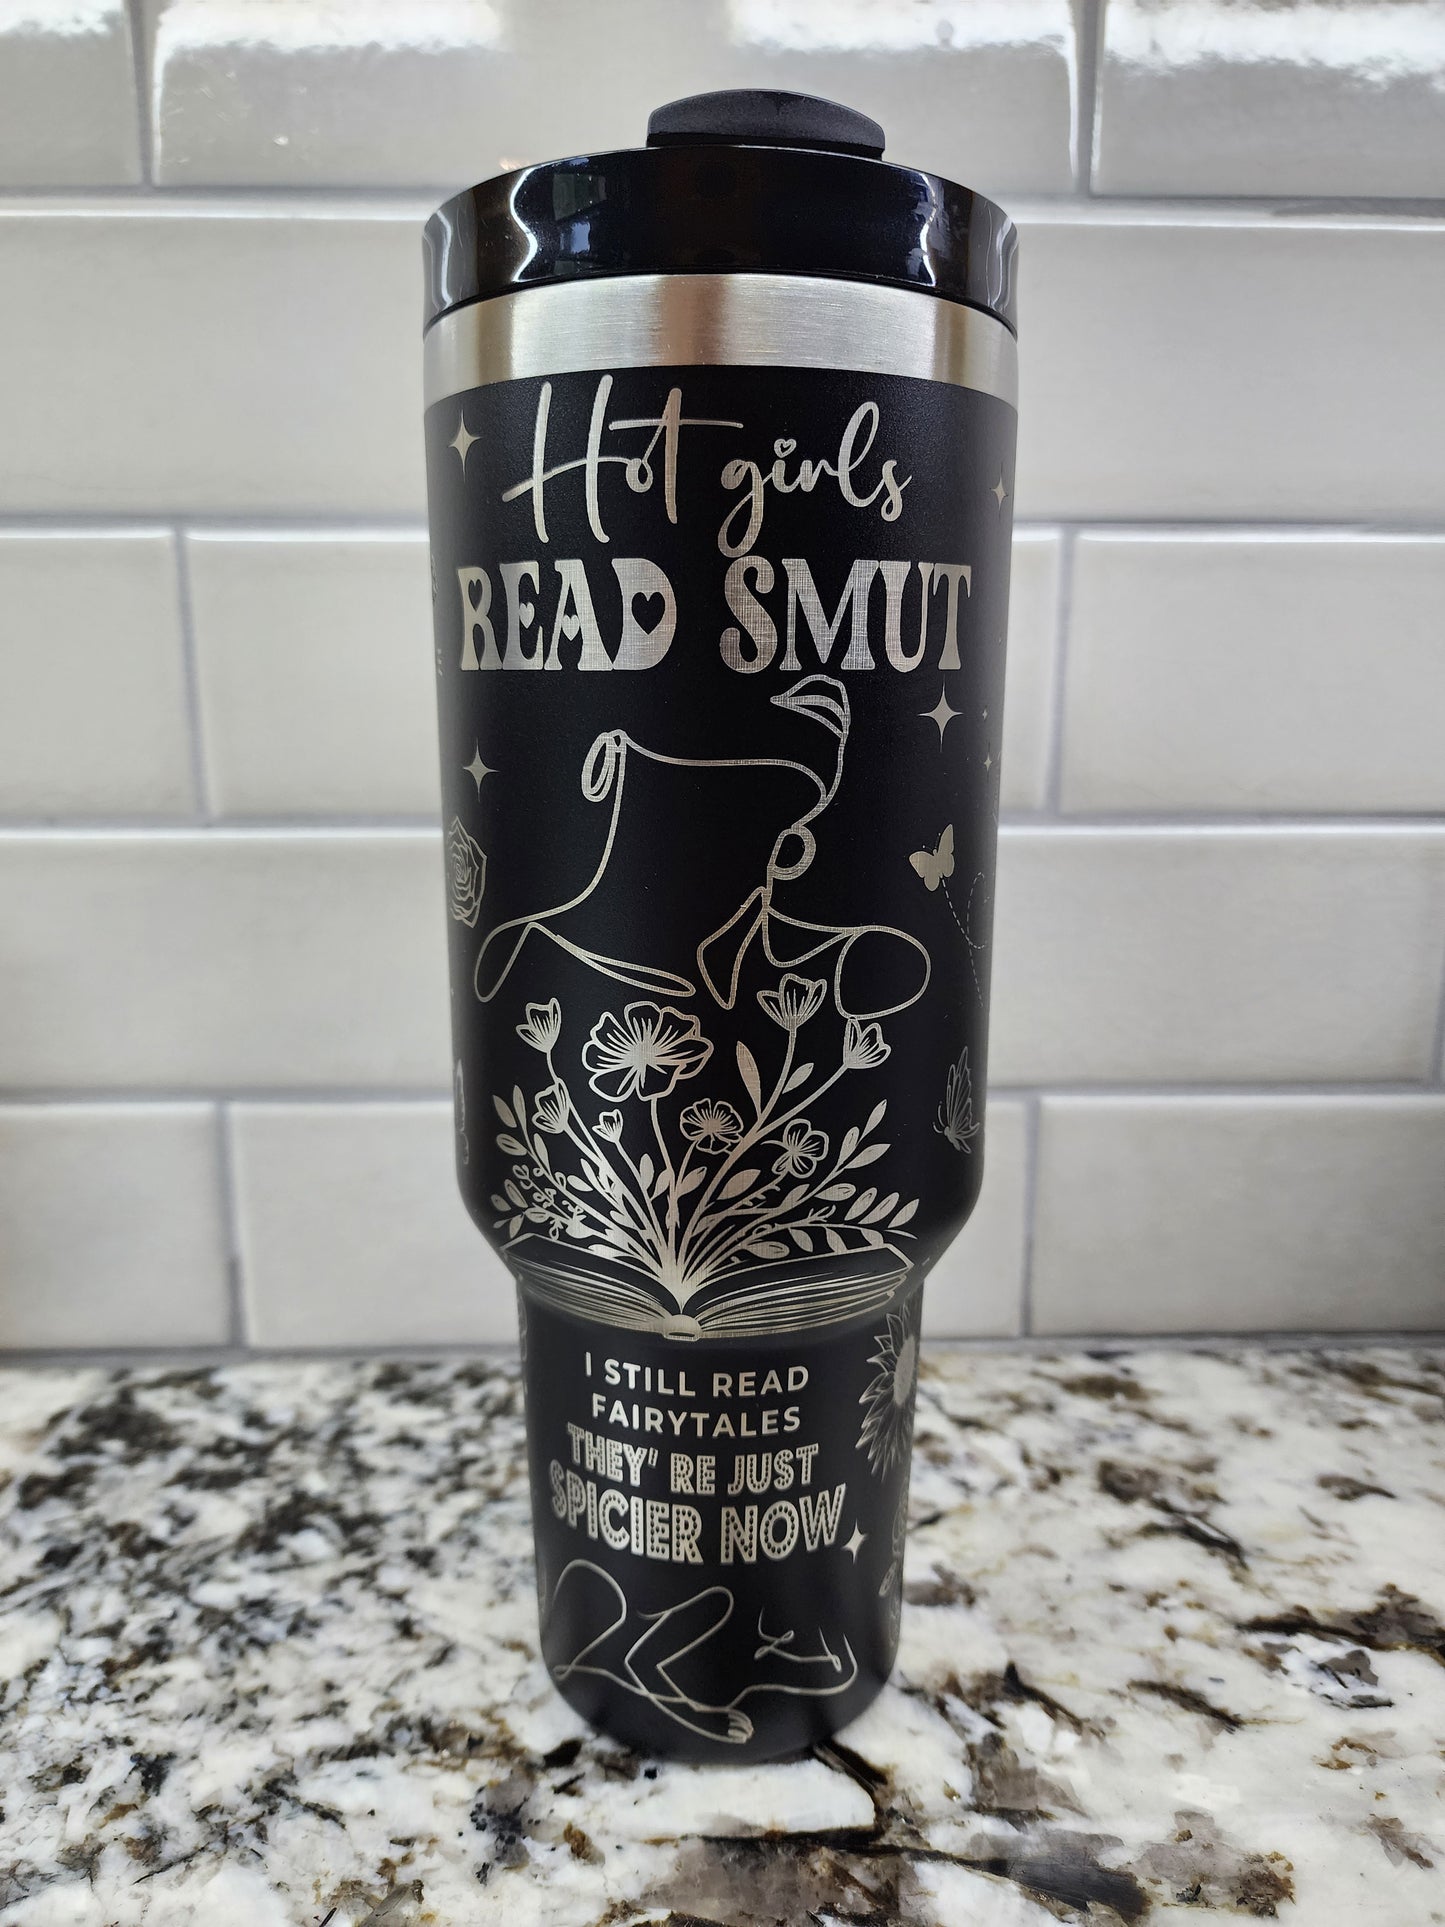 Hot girls
READ SMUT
I STILL READ
FAIRYTALES
THEY' RE JUST
SPICIER NOW